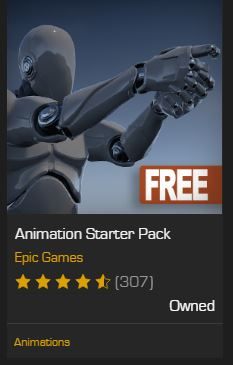 FREE
Animation Starter Pack
Epic Games
(307)
Owned
Animations